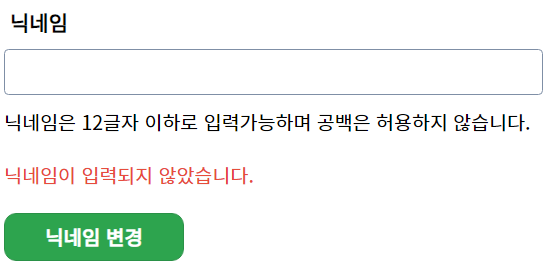 닉네임
닉네임은 12글자 이하로 입력가능하며 공백은 허용하지 않습니다.
닉네임이 입력되지 않았습니다.
닉네임 변경